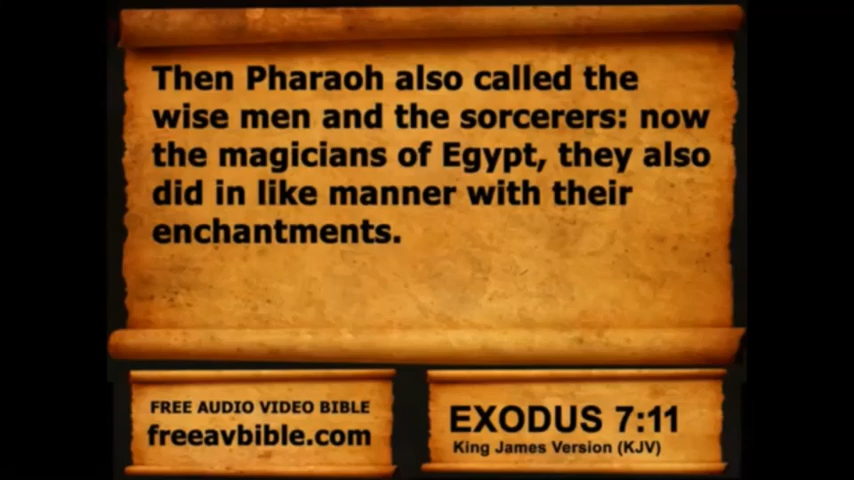 Then Pharaoh also called the
wise men and the sorcerers: now
the magicians of Egypt, they also
did in like manner with their
enchantments.
FREE AUDIO VIDEO BIBLE
freeavbible.com
EXODUS 7:11
King James Version (KJV)